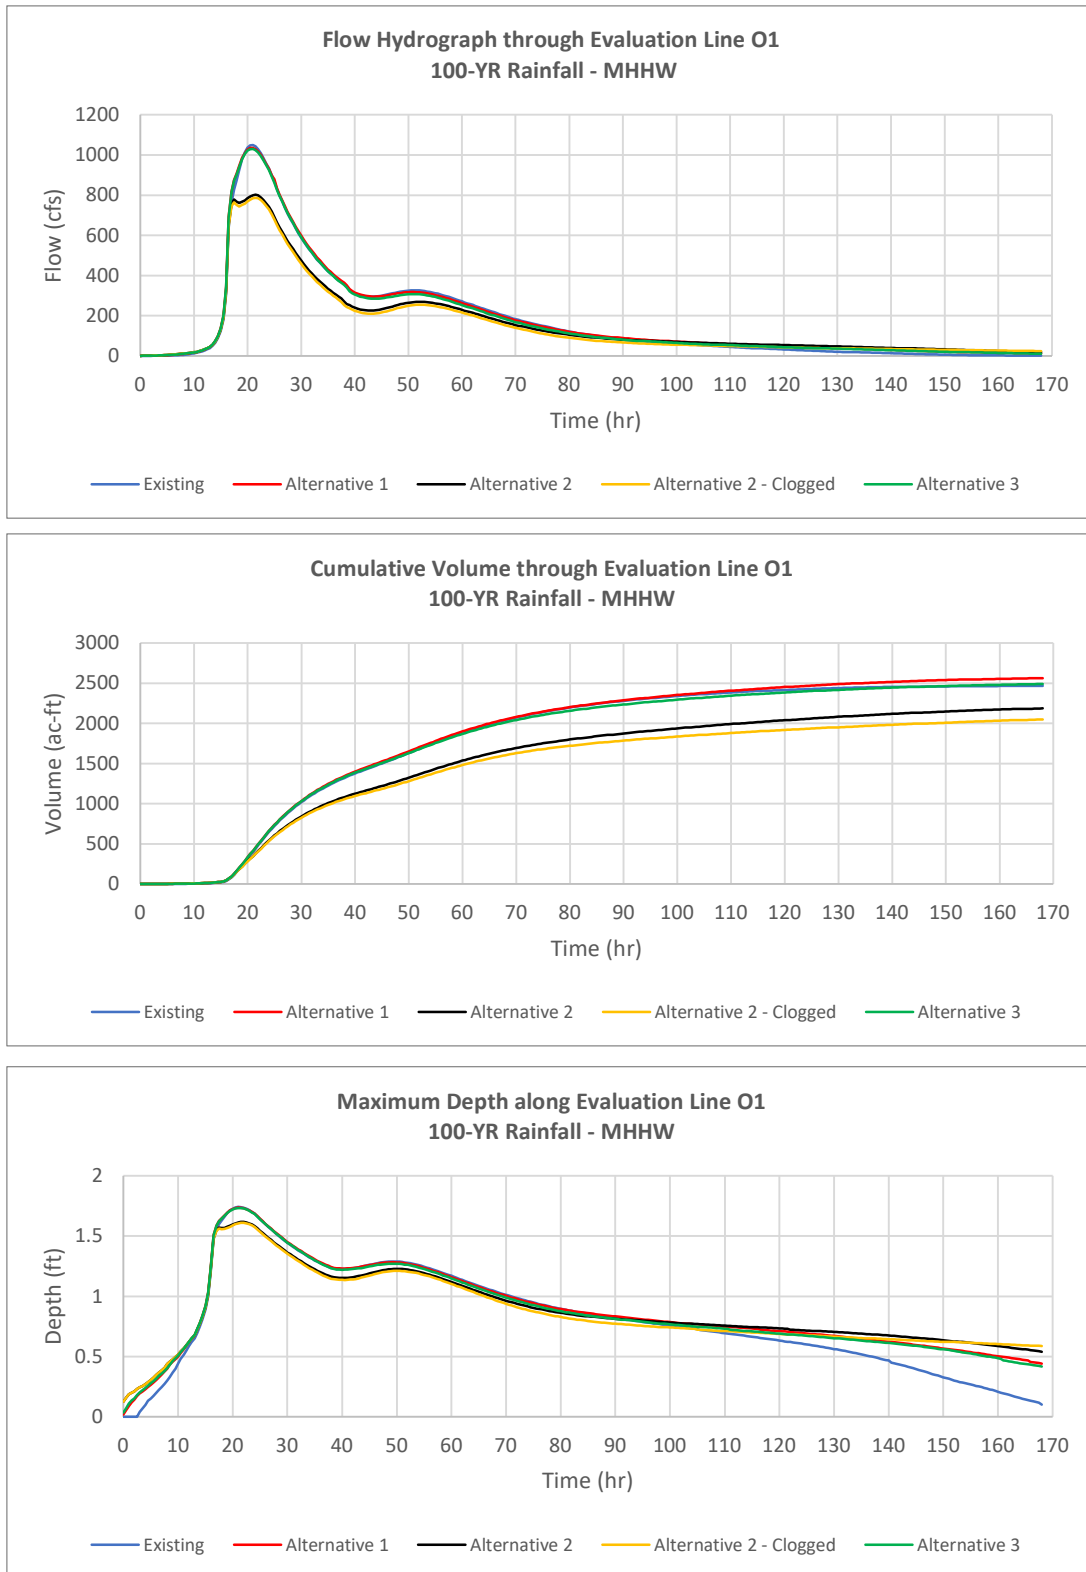 Flow Hydrograph through Evaluation Line O1
100-YR Rainfall - MHHW
1200
1000
800
600
400
200
0
Flow (cfs)
0 10 20 30 40 50 60 70 80 90 100 110 120 130 140 150 160 170
Time (hr)
Existing Alternative 1 Alternative 2 Alternative 2 - Clogged Alternative 3
Cumulative Volume through Evaluation Line O1
100-YR Rainfall - MHHW
3000
2500
2000
1500
1000
500
0
Volume (ac-ft)
0 10 20 30 40 50 60 70 80 90 100 110 120 130 140 150 160 170
Time (hr)
Existing Alternative 1 Alternative 2 Alternative 2 - Clogged Alternative 3
Maximum Depth along Evaluation Line O1
100-YR Rainfall - MHHW
2
1.5
1
0.5
0
Depth (ft)
0 10 20 30 40 50 60 70 80 90 100 110 120 130 140 150 160 170
Time (hr)
Existing Alternative 1 Alternative 2 Alternative 2 - Clogged Alternative 3